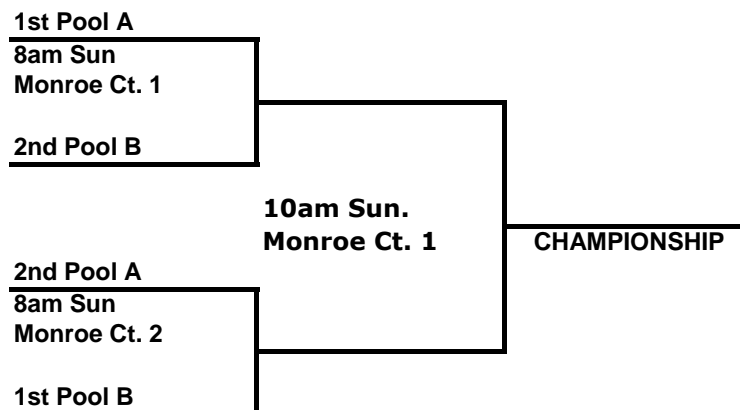 1st Pool A
8am Sun
Monroe Ct. 1
2nd Pool B
10am Sun.
Monroe Ct. 1
CHAMPIONSHIP
2nd Pool A
8am Sun
Monroe Ct. 2
1st Pool B